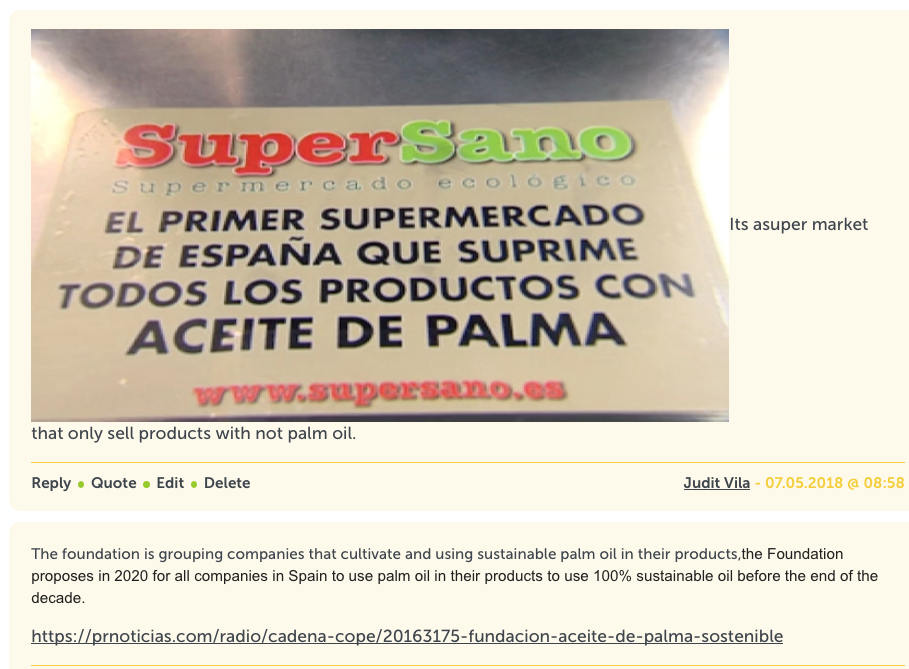 SuperSano
Supermercado ecológico
EL PRIMER SUPERMERCADO
DE ESPAÑA QUE SUPRIME
TODOS LOS PRODUCTOS CON
ACEITE DE PALMA
www.supersano.es
Its asuper market
that only sell products with not palm oil.
Reply • Quote • Edit • Delete
Judit Vila - 07.05.2018 @ 08:58
The foundation is grouping companies that cultivate and using sustainable palm oil in their products,the Foundation
proposes in 2020 for all companies in Spain to use palm oil in their products to use 100% sustainable oil before the end of the
decade.
https://prnoticias.com/radio/cadena-cope/20163175-fundacion-aceite-de-palma-sostenible